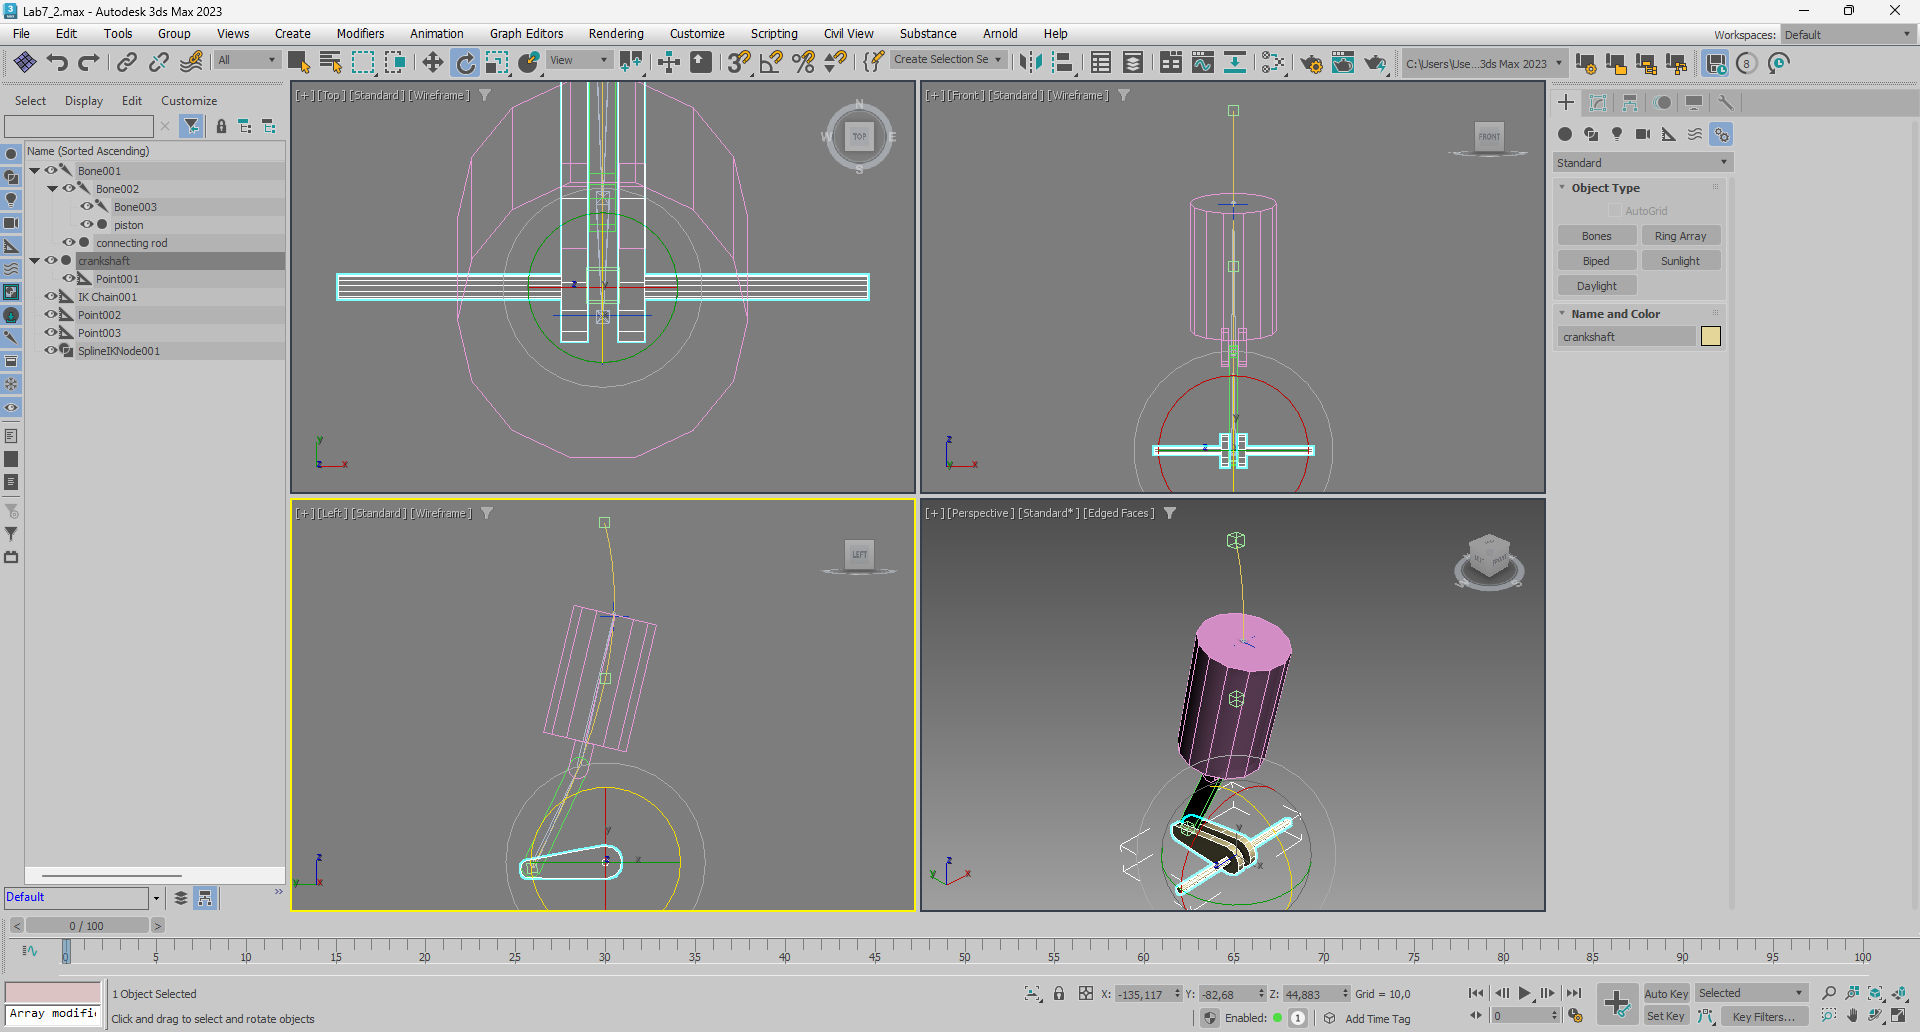 Lab7_2.max - Autodesk 3ds Max 2023
File Edit Tools Group Views Create Modifiers Animation Graph Editors Rendering Customize Scripting Civil View Substance Arnold Help
Workspaces: Default
All
View
Create Selection Se
C:\Users\Use...3ds Max 2023
8
Select Display Edit Customize
Name (Sorted Ascending)
Bone001
Bone002
Bone003
piston
connecting rod
crankshaft
Point001
IK Chain001
Point002
Point003
SplineIKNode001
Default
[+] [Top] [Standard] [Wireframe]
N
W TOP E
S
y
z x
[+] [Front] [Standard] [Wireframe]
FRONT
z
y x
[+] [Left] [Standard] [Wireframe]
LEFT
z
y x
[+] [Perspective] [Standard*] [Edged Faces]
z
y x
Standard
Object Type
AutoGrid
Bones Ring Array
Biped Sunlight
Daylight
Name and Color
crankshaft
< 0 / 100 >
0 5 10 15 20 25 30 35 40 45 50 55 60 65 70 75 80 85 90 95 100
1 Object Selected
X: -135,117 Y: -82,68 Z: 44,883 Grid = 10,0
Auto Key Selected
Array modifi
Click and drag to select and rotate objects
Enabled: 1 Add Time Tag
0
Set Key Key Filters...